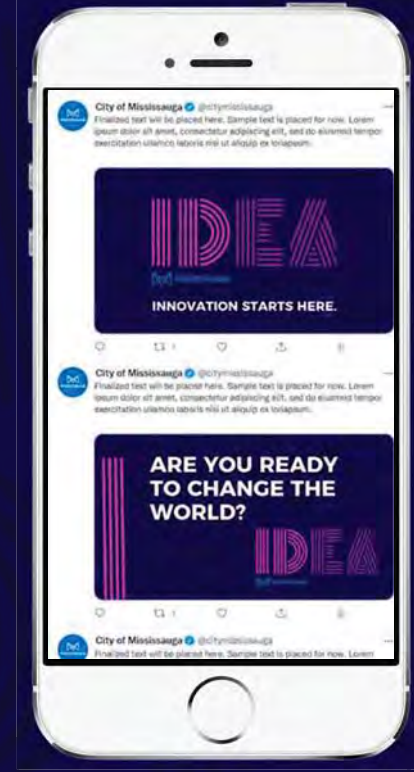 City of Mississauga @citymississauga
Finalized text will be placed here. Sample text is placed for now. Lorem
ipsum dolor sit amet, consectetur adipiscing elit, sed do eiusmod tempor
exercitation ullamco laboris nisi ut aliquip ex
IDEA
INNOVATION STARTS HERE.
City of Mississauga @citymississauga
Finalized text will be placed here. Sample text is placed for now. Lorem
ipsum dolor sit amet, consectetur adipiscing elit, sed do eiusmod tempor
exercitation ullamco laboris nisi ut aliquip ex
ARE YOU READY
TO CHANGE THE
WORLD?
IDEA
City of Mississauga @citymississauga
Finalized text will be placed here. Sample text is placed for now. Lorem